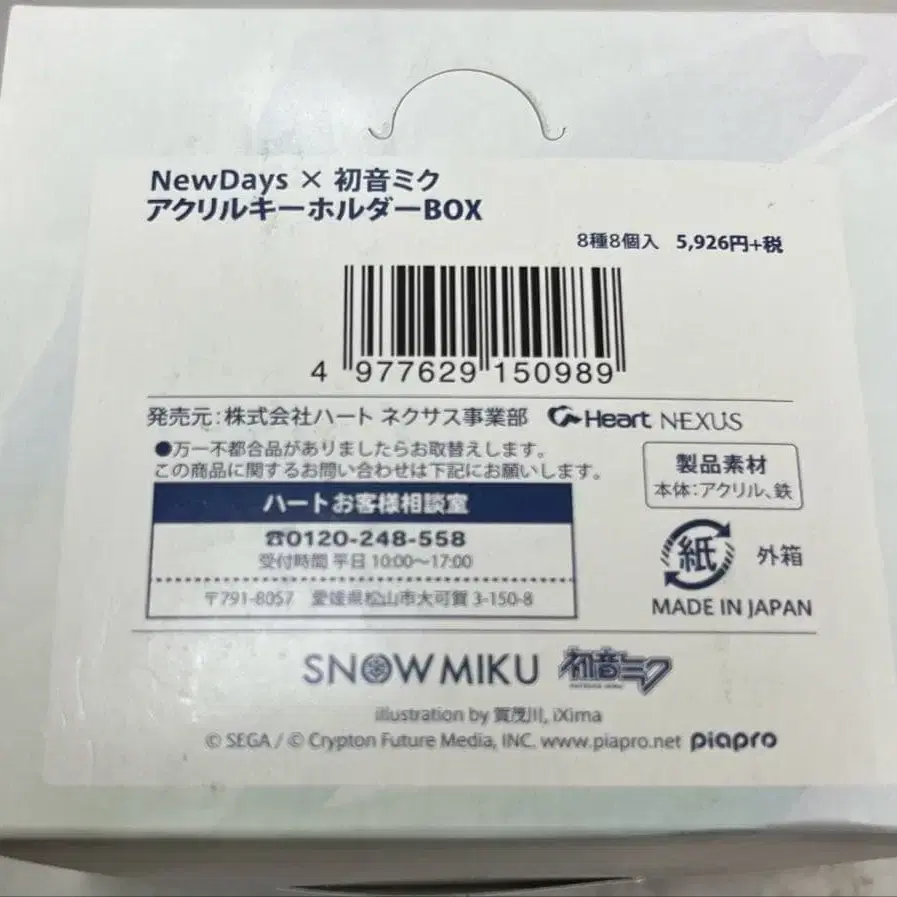 NewDays × 初音ミク
アクリルキーホルダーBOX
8種8個入 5,926円+税
4 977629 150989
発売元:株式会社ハート ネクサス事業部 Heart NEXUS
●万一不都合品がありましたらお取替えします。
この商品に関するお問い合わせは下記にお願いします。
製品素材
本体:アクリル、鉄
ハートお客様相談室
☎0120-248-558
受付時間 平日 10:00〜17:00
〒791-8057 愛媛県松山市大可賀 3-150-8
紙 外箱
MADE IN JAPAN
SNOW MIKU 初音ミク
illustration by 賀茂川, iXima
© SEGA / © Crypton Future Media, INC. www.piapro.net piapro